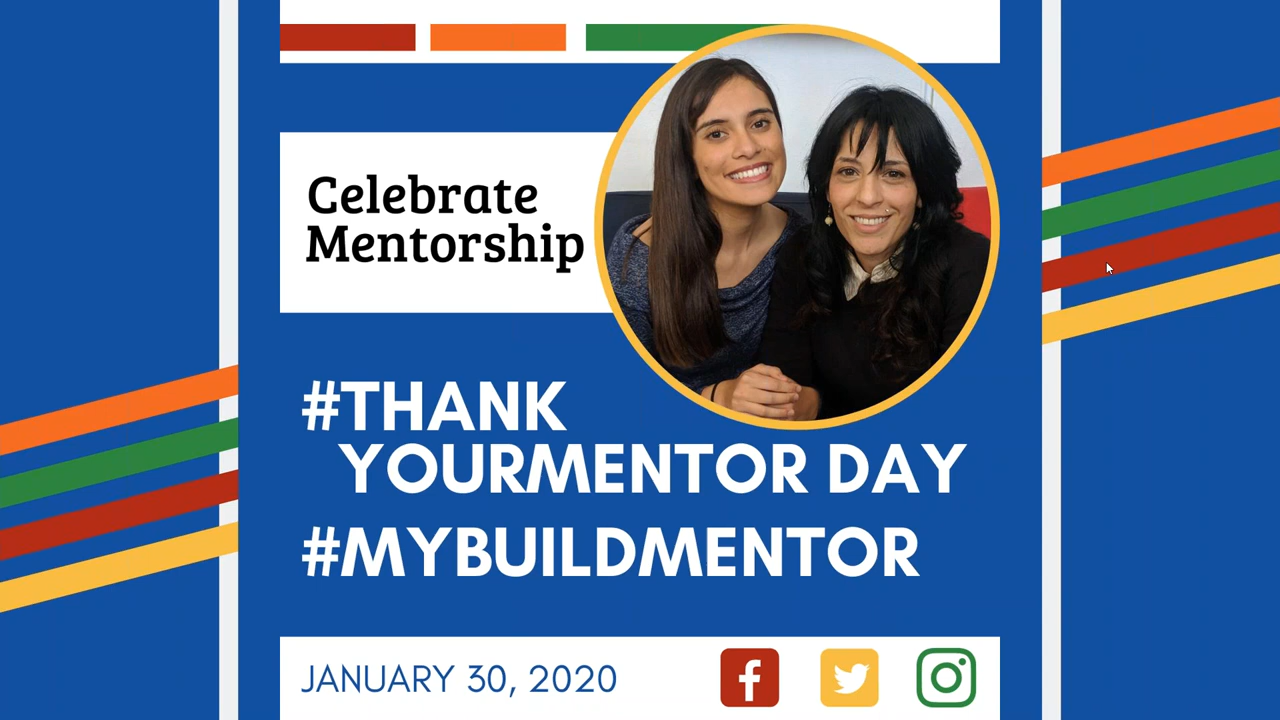 Celebrate
Mentorship
#THANK
YOURMENTOR DAY
#MYBUILDMENTOR
JANUARY 30, 2020